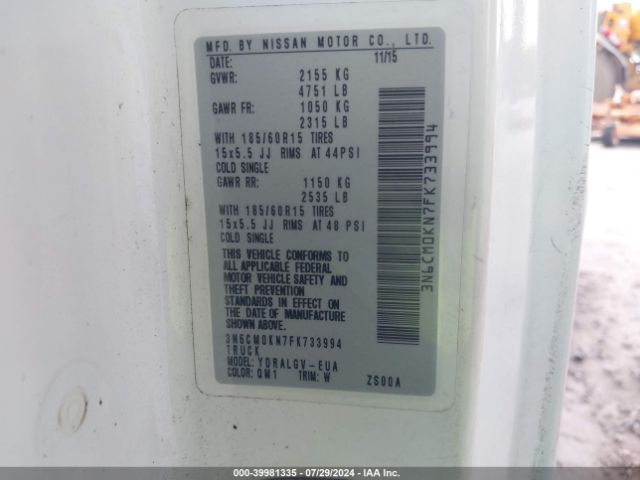 MFD. BY NISSAN MOTOR CO., LTD.
DATE: 11/15
GVWR: 2155 KG
4751 LB
GAWR FR: 1050 KG
2315 LB
WITH 185/60R15 TIRES
15x5.5 JJ RIMS AT 44PSI
COLD SINGLE
GAWR RR: 1150 KG
2535 LB
WITH 185/60R15 TIRES
15x5.5 JJ RIMS AT 48 PSI
COLD SINGLE
THIS VEHICLE CONFORMS TO
ALL APPLICABLE FEDERAL
MOTOR VEHICLE SAFETY AND
THEFT PREVENTION
STANDARDS IN EFFECT ON
THE DATE OF MANUFACTURE
SHOWN ABOVE.
3N6CM0KN7FK733994
TRUCK
MODEL: YDRALGV-EUA
COLOR: QM1 TRIM: W ZS00A
3N6CM0KN7FK733994
000-39981335 - 07/29/2024 - IAAI.COM